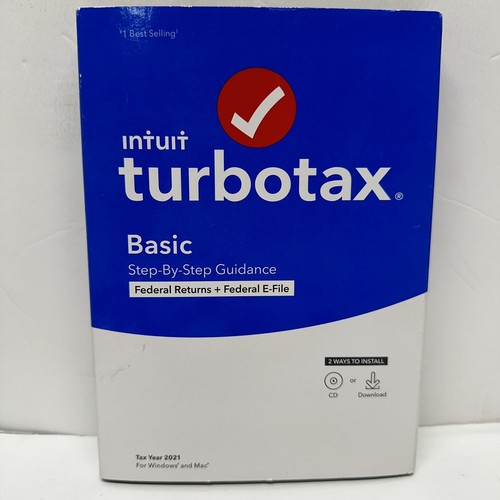 #1 Best Selling¹
ıntuıt
turbotax®
Basic
Step-By-Step Guidance
Federal Returns + Federal E-File
2 WAYS TO INSTALL
CD or Download
Tax Year 2021
For Windows® and Mac®